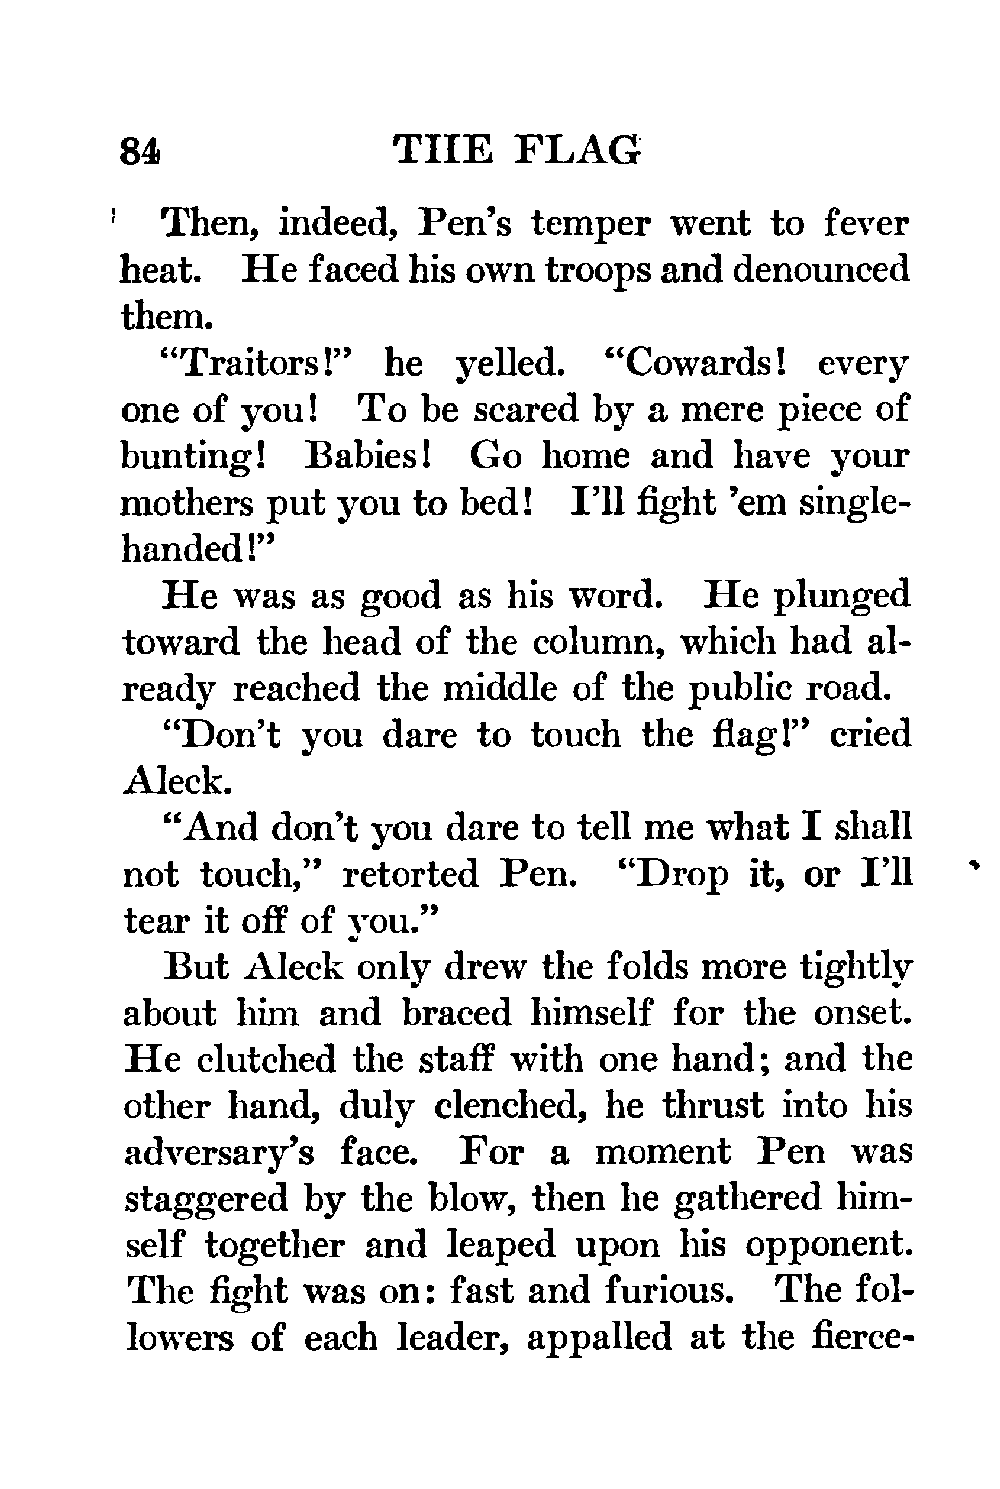 84 THE FLAG
Then, indeed, Pen's temper went to fever
heat. He faced his own troops and denounced
them.
"Traitors!" he yelled. "Cowards! every
one of you! To be scared by a mere piece of
bunting! Babies! Go home and have your
mothers put you to bed! I'll fight 'em single-
handed!"
He was as good as his word. He plunged
toward the head of the column, which had al-
ready reached the middle of the public road.
"Don't you dare to touch the flag!" cried
Aleck.
"And don't you dare to tell me what I shall
not touch," retorted Pen. "Drop it, or I'll
tear it off of you."
But Aleck only drew the folds more tightly
about him and braced himself for the onset.
He clutched the staff with one hand; and the
other hand, duly clenched, he thrust into his
adversary's face. For a moment Pen was
staggered by the blow, then he gathered him-
self together and leaped upon his opponent.
The fight was on: fast and furious. The fol-
lowers of each leader, appalled at the fierce-